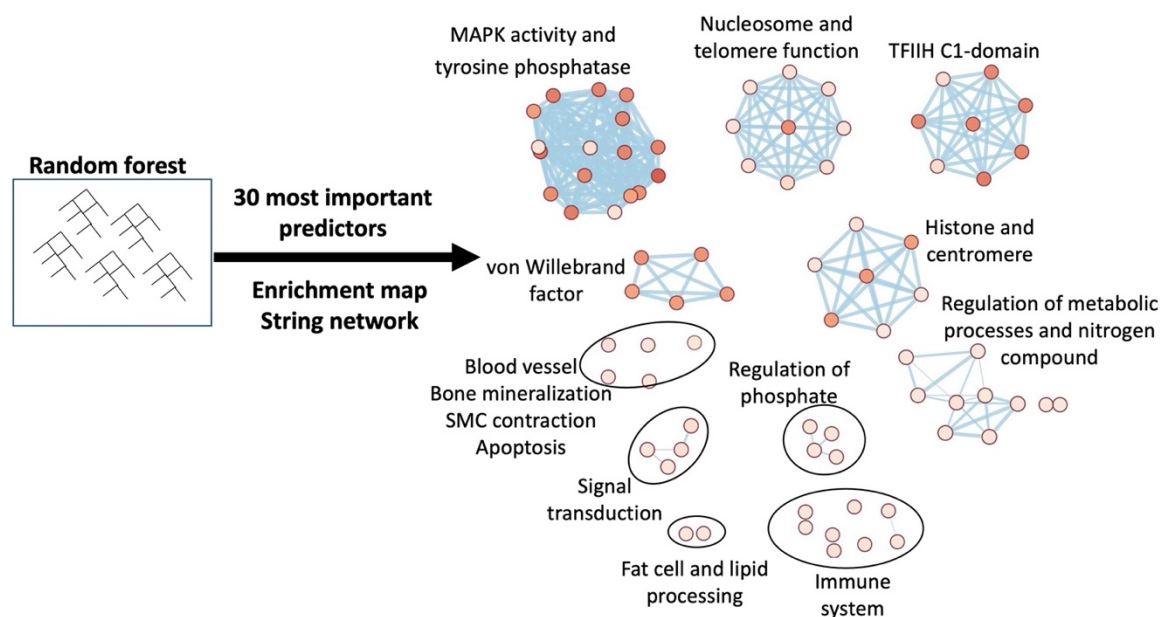 MAPK activity and
tyrosine phosphatase
Nucleosome and
telomere function
TFIIH C1-domain
Random forest
30 most important
predictors
Enrichment map
String network
von Willebrand
factor
Histone and
centromere
Regulation of metabolic
processes and nitrogen
compound
Blood vessel
Bone mineralization
SMC contraction
Apoptosis
Regulation of
phosphate
Signal
transduction
Fat cell and lipid
processing
Immune
system